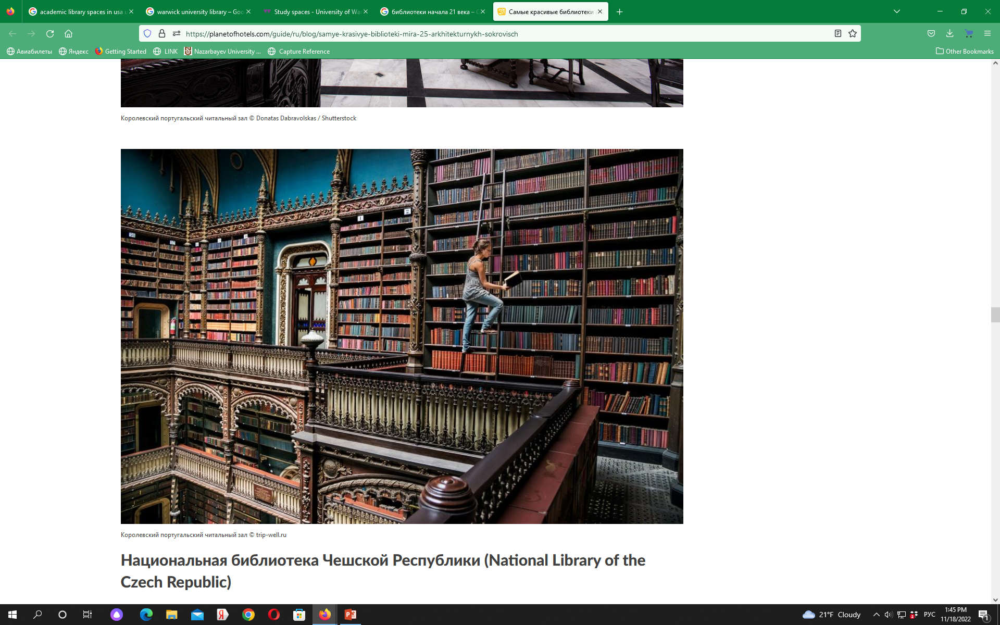 academic library spaces in usa u
warwick university library – Goo
Study spaces - University of Wa
библиотеки начала 21 века – G
Самые красивые библиотеки
https://planetofhotels.com/guide/ru/blog/samye-krasivye-biblioteki-mira-25-arkhitekturnykh-sokrovisch
Авиабилеты Яндекс Getting Started LINK Nazarbayev University ... Capture Reference Other Bookmarks
Королевский португальский читальный зал © Donatas Dabravolskas / Shutterstock
1 2
Королевский португальский читальный зал © trip-well.ru
Национальная библиотека Чешской Республики (National Library of the
Czech Republic)
21°F Cloudy
РУС
1:45 PM
11/18/2022
1